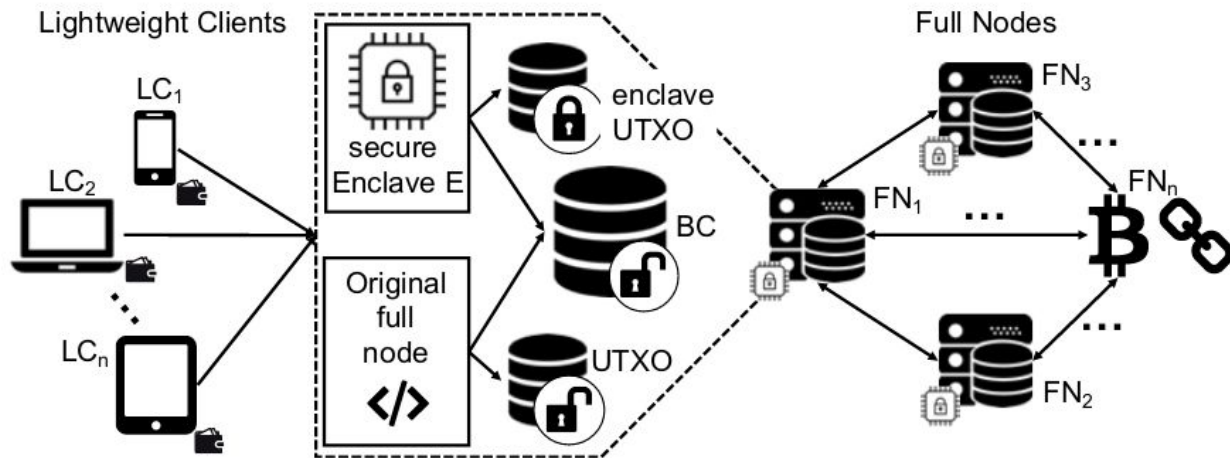 Lightweight Clients
LC₁
LC₂
LCₙ
secure
Enclave E
Original
full
node
</>
enclave
UTXO
BC
UTXO
Full Nodes
FN₃
...
FNₙ
FN₁
...
...
FN₂